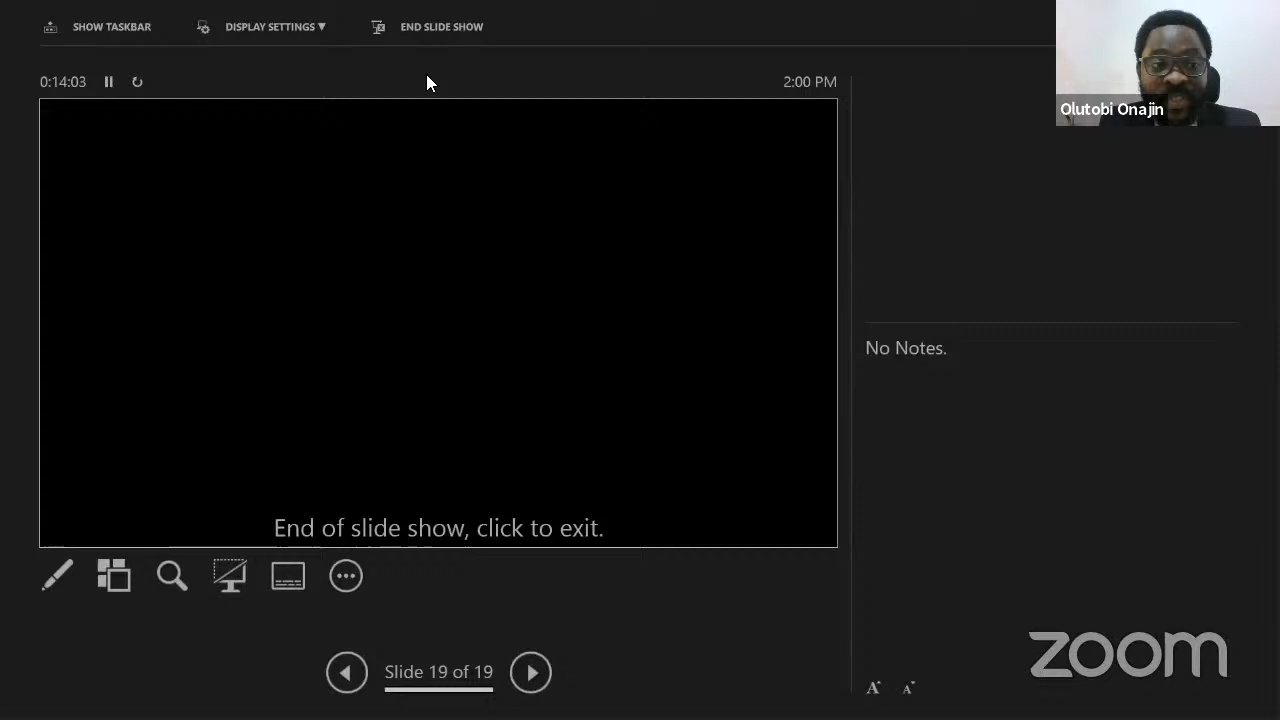 SHOW TASKBAR
DISPLAY SETTINGS ▼
END SLIDE SHOW
0:14:03
2:00 PM
Olutobi Onajin
No Notes.
End of slide show, click to exit.
Slide 19 of 19
A A
zoom